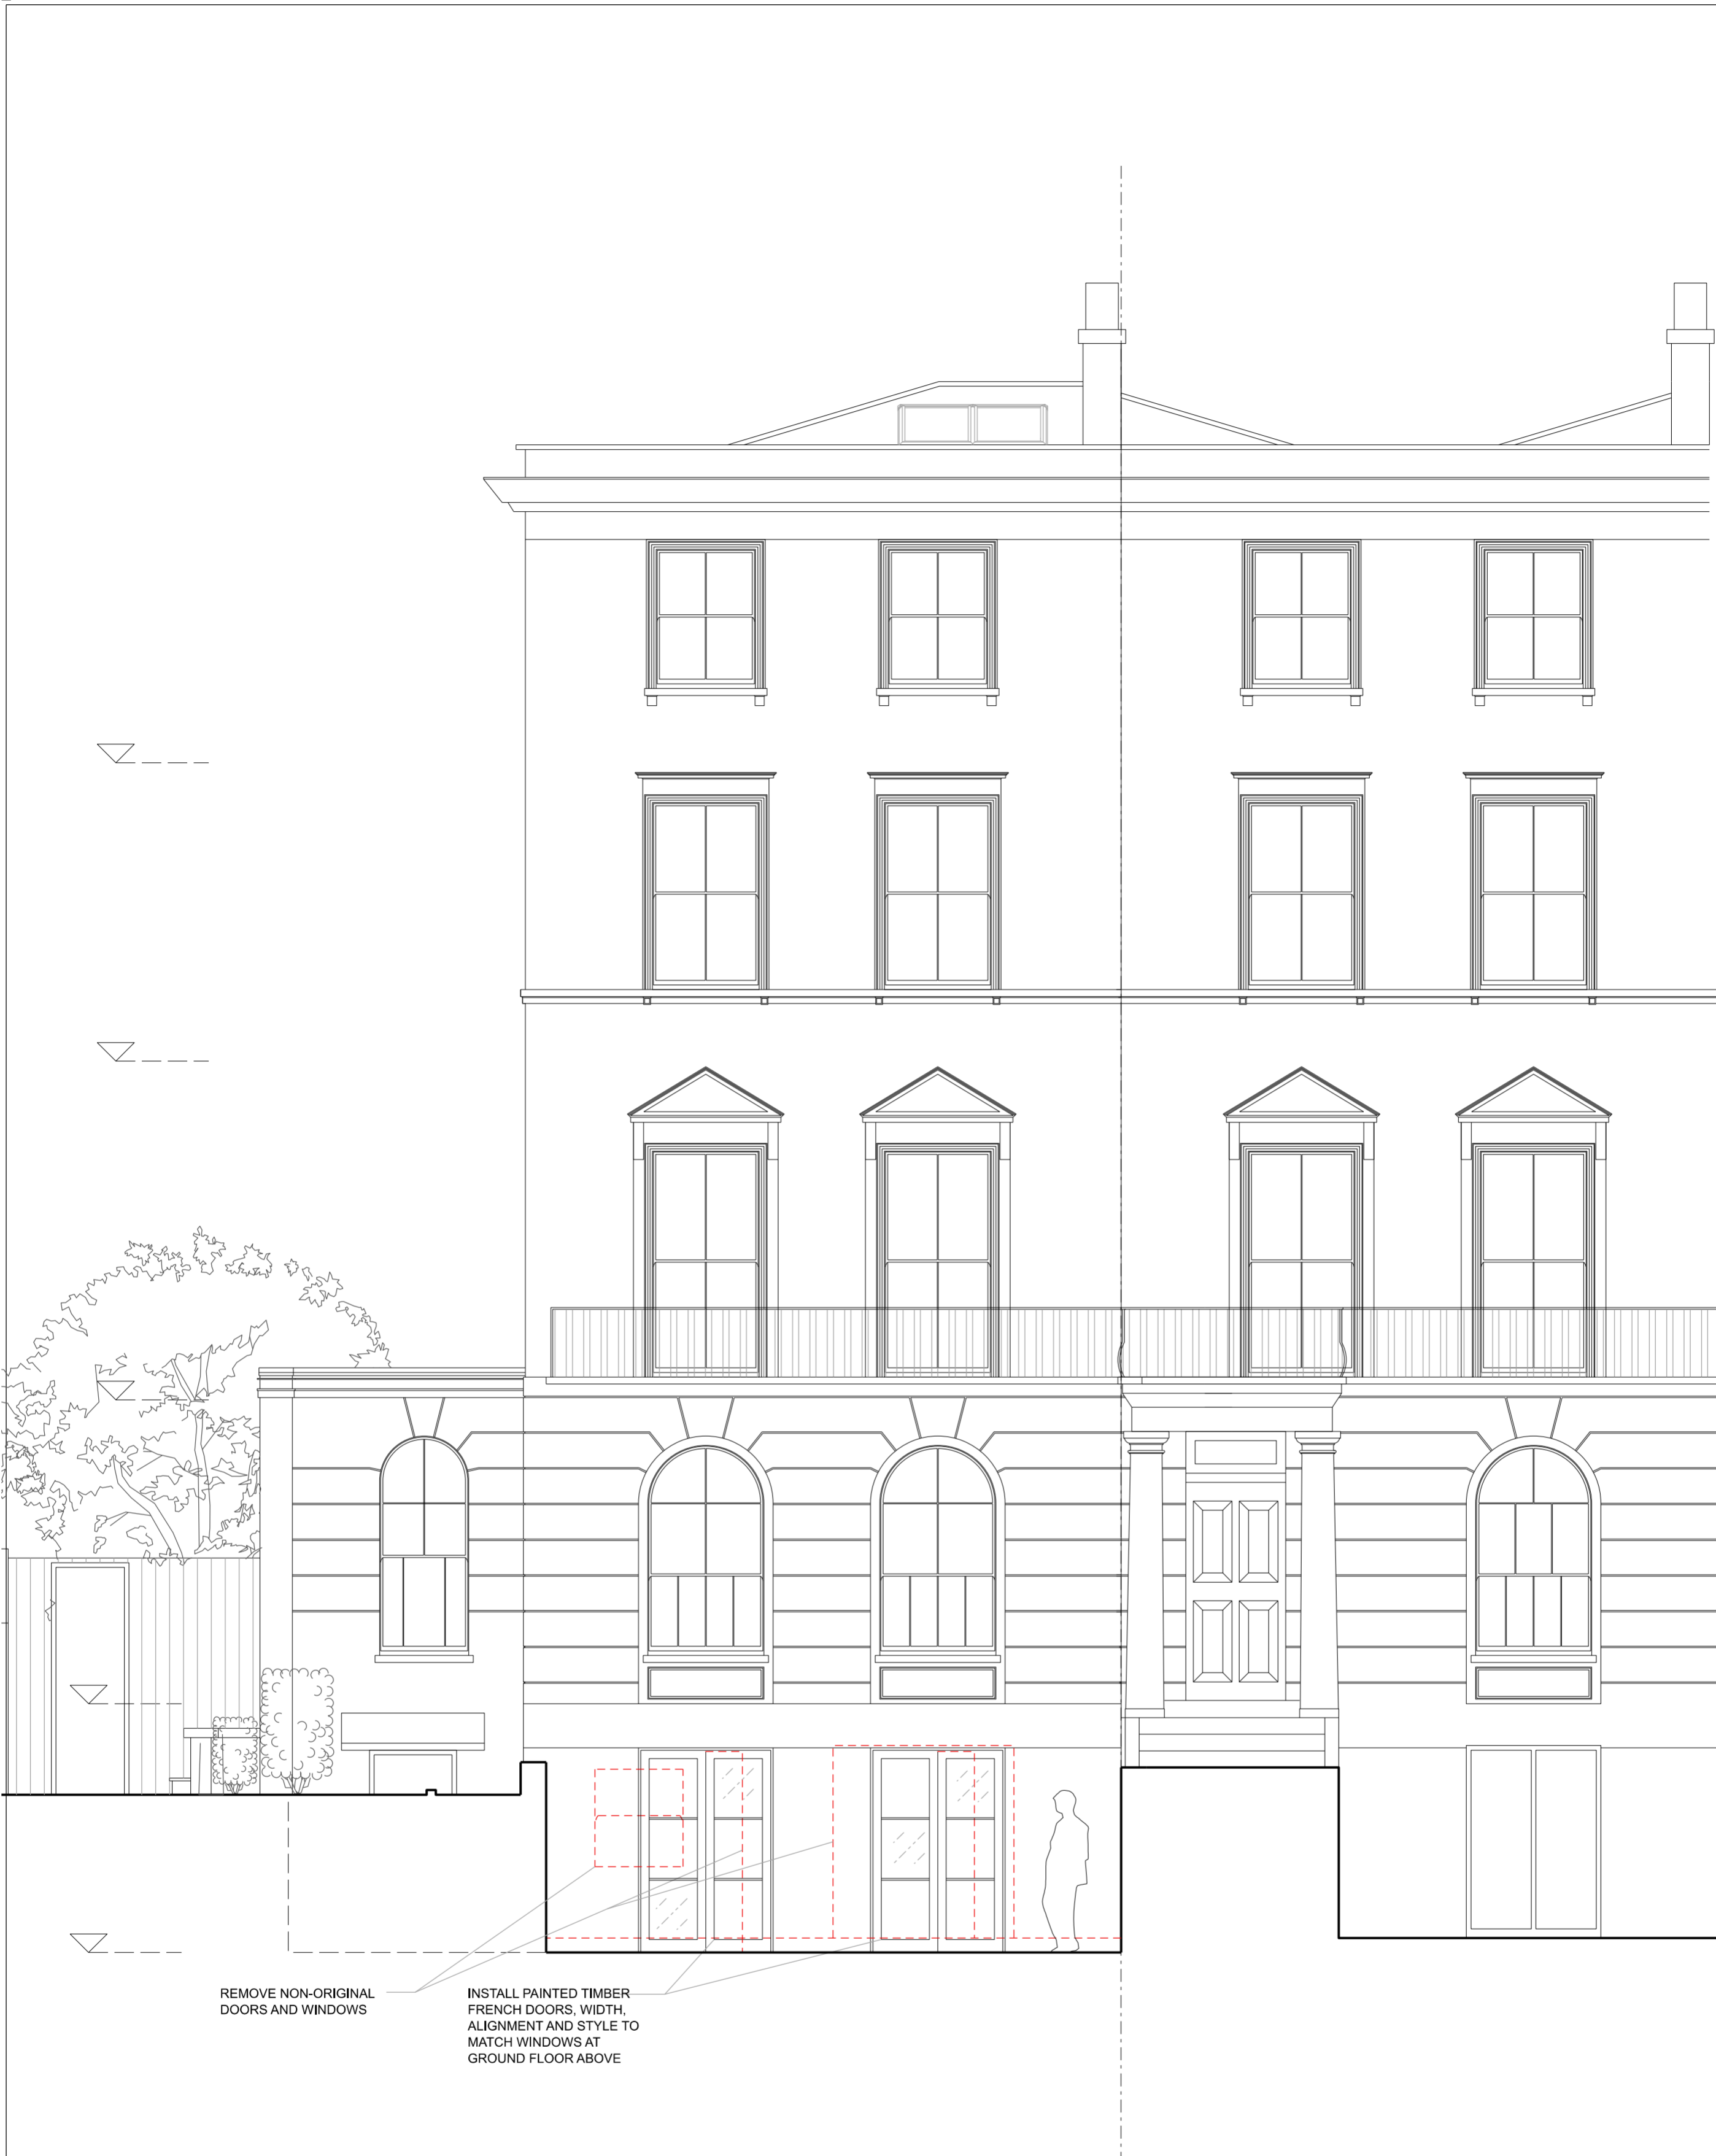 REMOVE NON-ORIGINAL
DOORS AND WINDOWS
INSTALL PAINTED TIMBER
FRENCH DOORS, WIDTH,
ALIGNMENT AND STYLE TO
MATCH WINDOWS AT
GROUND FLOOR ABOVE